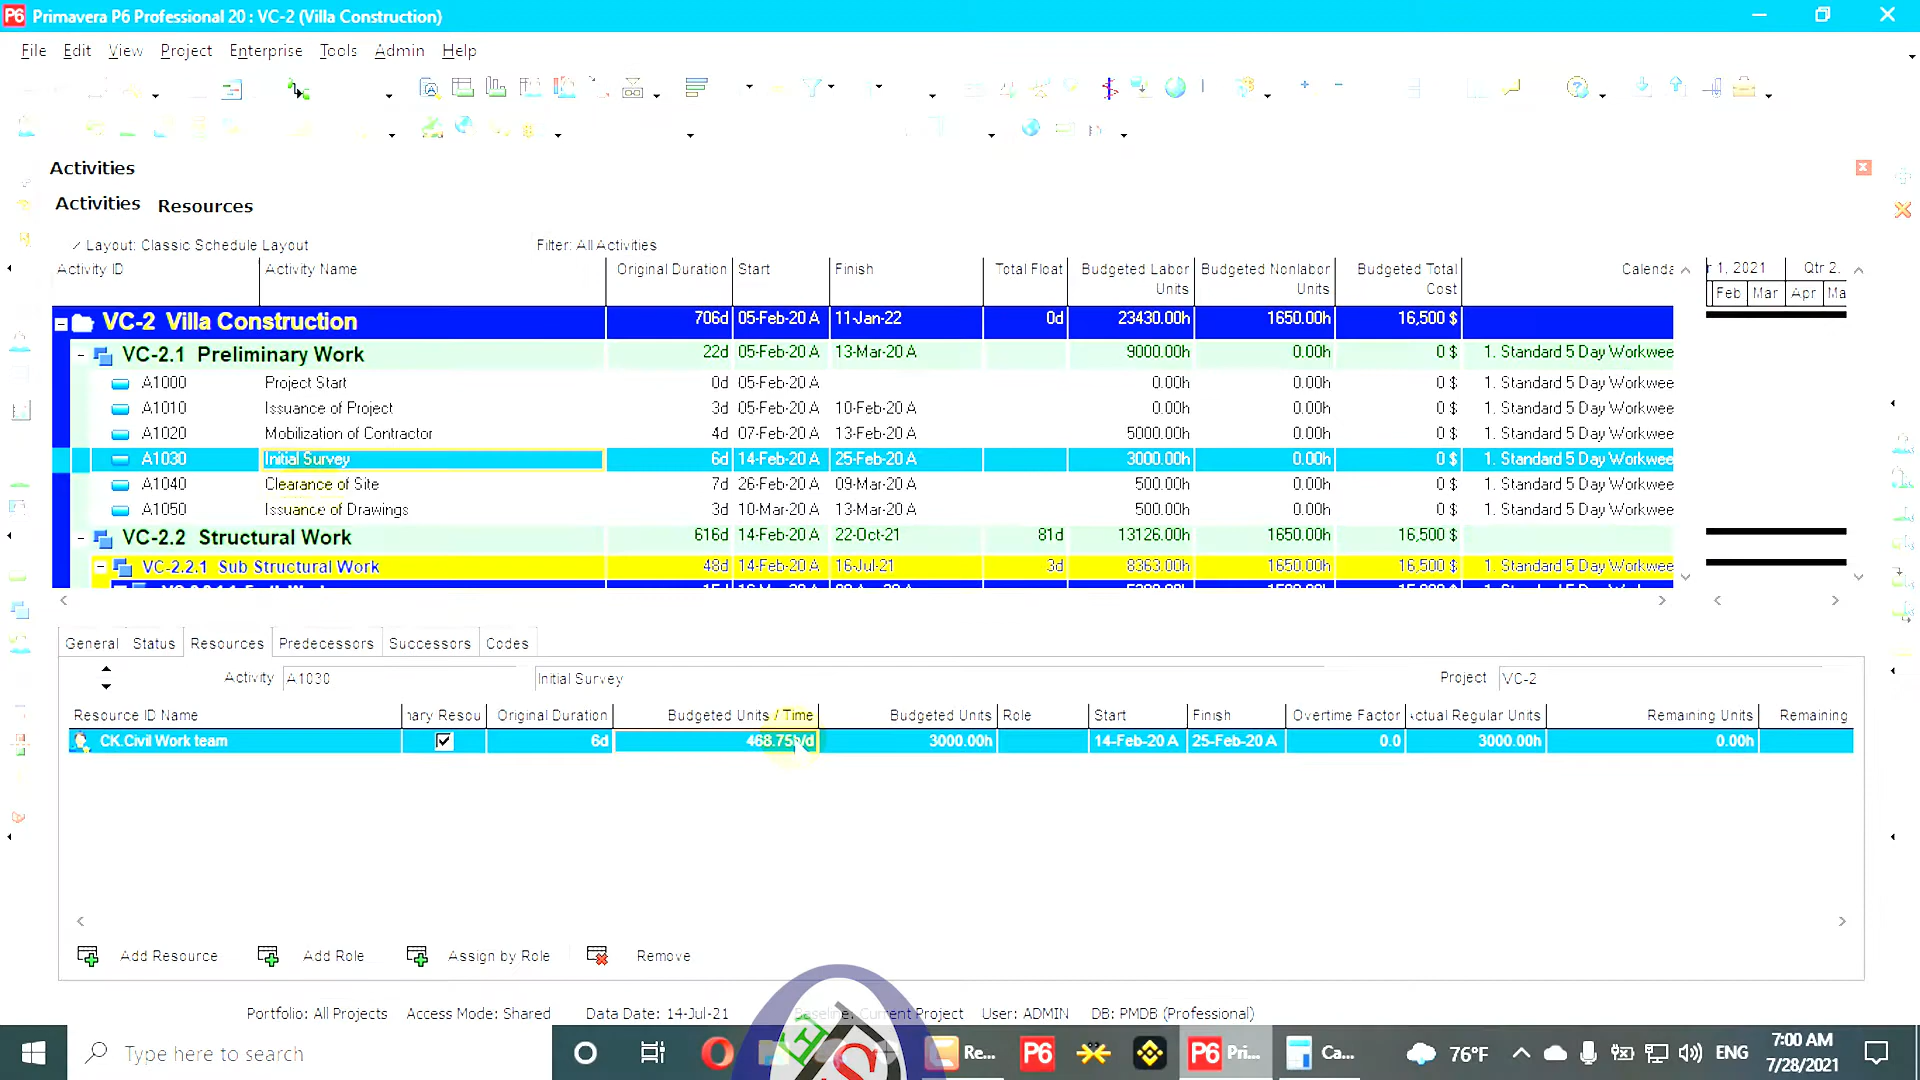 Primavera P6 Professional 20 : VC-2 (Villa Construction)
File Edit View Project Enterprise Tools Admin Help
Activities
Activities Resources
Layout: Classic Schedule Layout Filter: All Activities
Activity ID Activity Name Original Duration Start Finish Total Float Budgeted Labor Units Budgeted Nonlabor Units Budgeted Total Cost Calenda r 1, 2021 Qtr 2.
Feb Mar Apr Ma
VC-2 Villa Construction 706d 05-Feb-20 A 11-Jan-22 0d 23430.00h 1650.00h 16,500 $
VC-2.1 Preliminary Work 22d 05-Feb-20 A 13-Mar-20 A 9000.00h 0.00h 0 $ 1. Standard 5 Day Workwee
A1000 Project Start 0d 05-Feb-20 A 0.00h 0.00h 0 $ 1. Standard 5 Day Workwee
A1010 Issuance of Project 3d 05-Feb-20 A 10-Feb-20 A 0.00h 0.00h 0 $ 1. Standard 5 Day Workwee
A1020 Mobilization of Contractor 4d 07-Feb-20 A 13-Feb-20 A 5000.00h 0.00h 0 $ 1. Standard 5 Day Workwee
A1030 Initial Survey 6d 14-Feb-20 A 25-Feb-20 A 3000.00h 0.00h 0 $ 1. Standard 5 Day Workwee
A1040 Clearance of Site 7d 26-Feb-20 A 09-Mar-20 A 500.00h 0.00h 0 $ 1. Standard 5 Day Workwee
A1050 Issuance of Drawings 3d 10-Mar-20 A 13-Mar-20 A 500.00h 0.00h 0 $ 1. Standard 5 Day Workwee
VC-2.2 Structural Work 616d 14-Feb-20 A 22-Oct-21 81d 13126.00h 1650.00h 16,500 $
VC-2.2.1 Sub Structural Work 48d 14-Feb-20 A 16-Jul-21 3d 8363.00h 1650.00h 16,500 $ 1. Standard 5 Day Workwee
General Status Resources Predecessors Successors Codes
Activity A1030 Initial Survey Project VC-2
Resource ID Name nary Resou Original Duration Budgeted Units / Time Budgeted Units Role Start Finish Overtime Factor ctual Regular Units Remaining Units Remaining
CK.Civil Work team 6d 468.75h/d 3000.00h 14-Feb-20 A 25-Feb-20 A 0.0 3000.00h 0.00h
Add Resource Add Role Assign by Role Remove
Portfolio: All Projects Access Mode: Shared Data Date: 14-Jul-21 Baseline: Current Project User: ADMIN DB: PMDB (Professional)
Type here to search Re... P6 P6 Pri... Ca... 76°F ENG 7:00 AM
7/28/2021